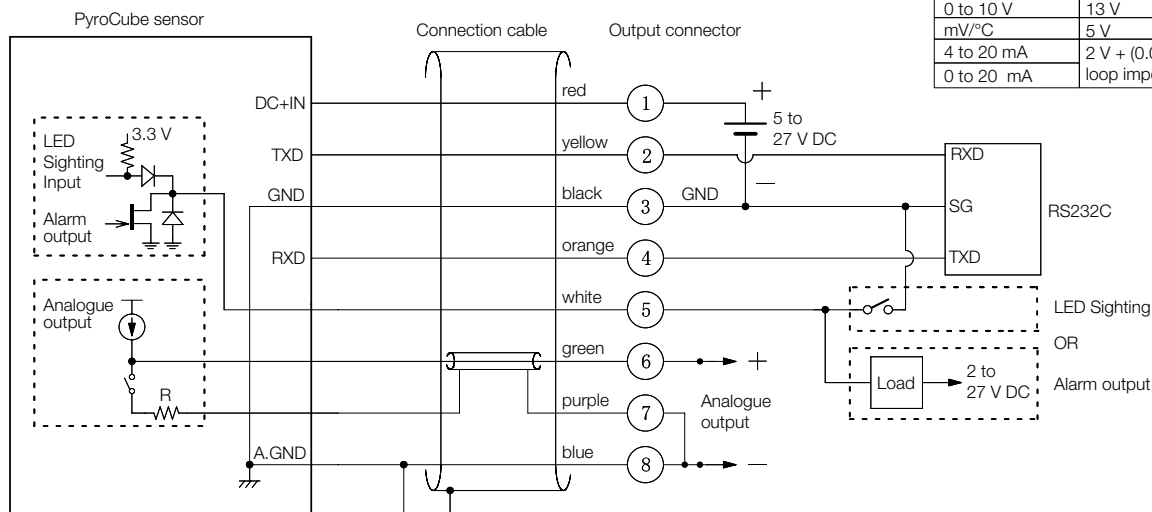 PyroCube sensor
Connection cable
Output connector
0 to 10 V 13 V
mV/°C 5 V
4 to 20 mA 2 V +
0 to 20 mA loop
DC+IN
red
1
+
5 to
27 V DC
LED
Sighting
Input
3.3 V
TXD
yellow
2
RXD
—
Alarm
output
GND
black
3
GND
SG
RS232C
RXD
orange
4
TXD
Analogue
output
white
5
LED Sighting
OR
green
6
+
Load
2 to
27 V DC
Alarm output
R
purple
7
Analogue
output
A.GND
blue
8
—